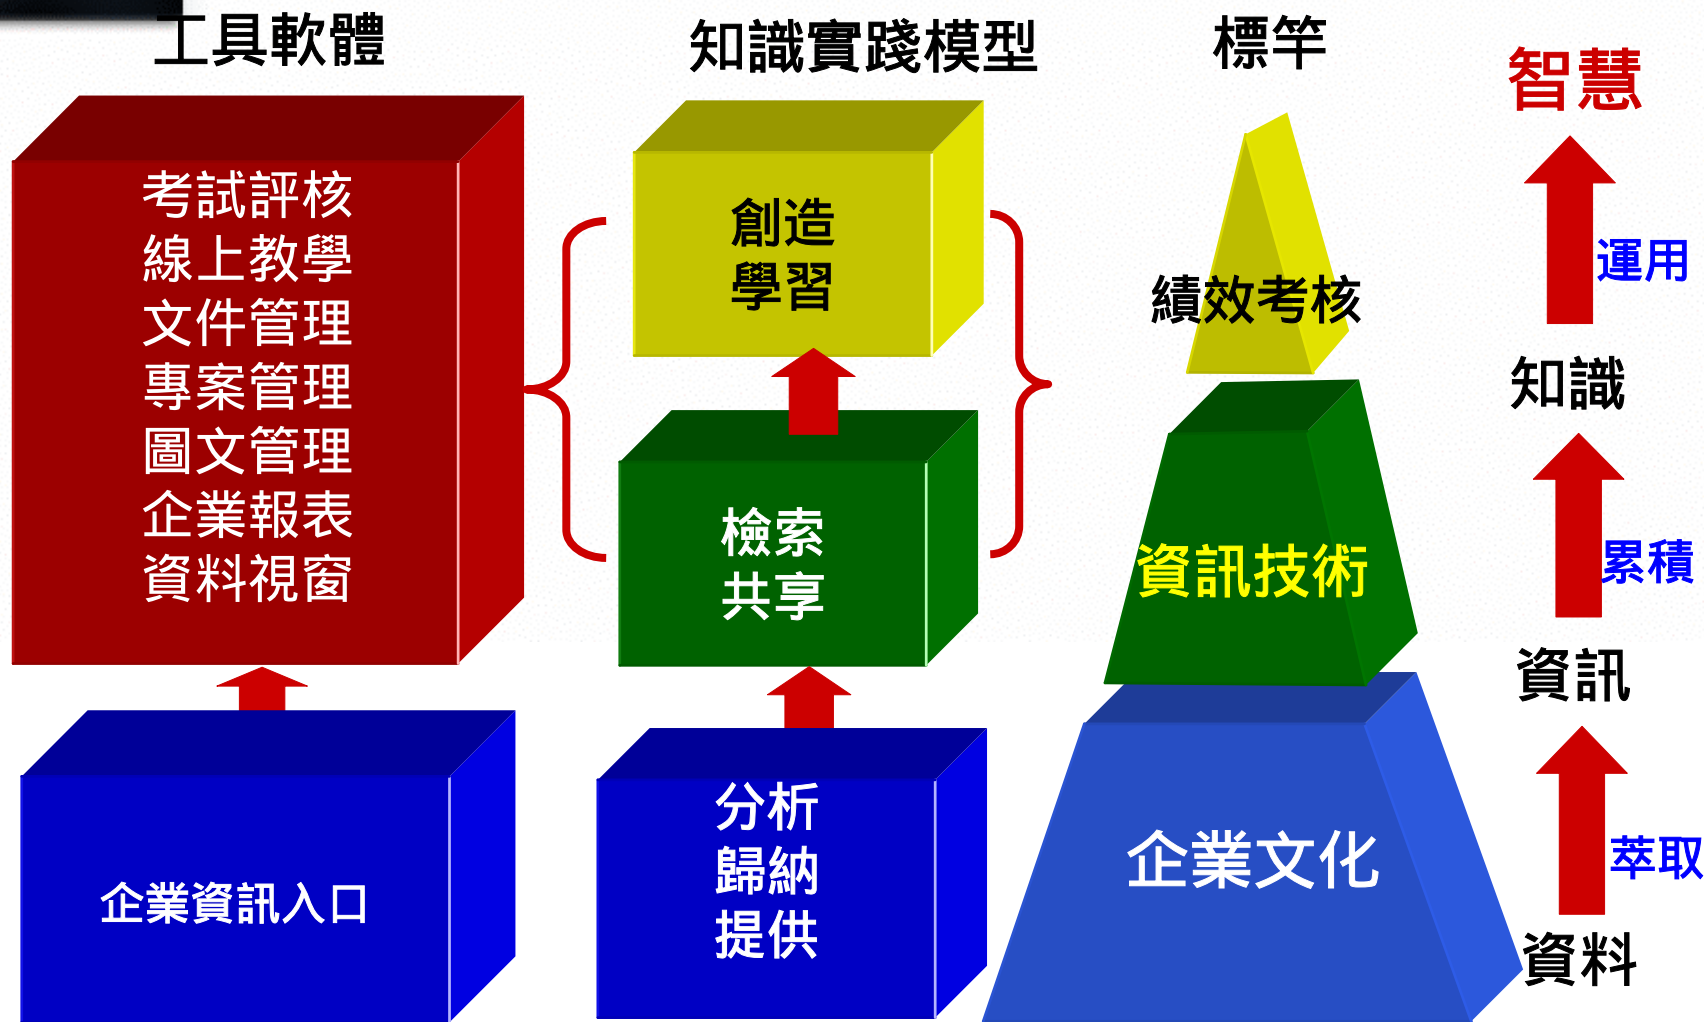 工具軟體
考試評核
線上教學
文件管理
專案管理
圖文管理
企業報表
資料視窗
企業資訊入口
知識實踐模型
創造
學習
檢索
共享
分析
歸納
提供
標竿
績效考核
資訊技術
企業文化
智慧
運用
知識
累積
資訊
萃取
資料